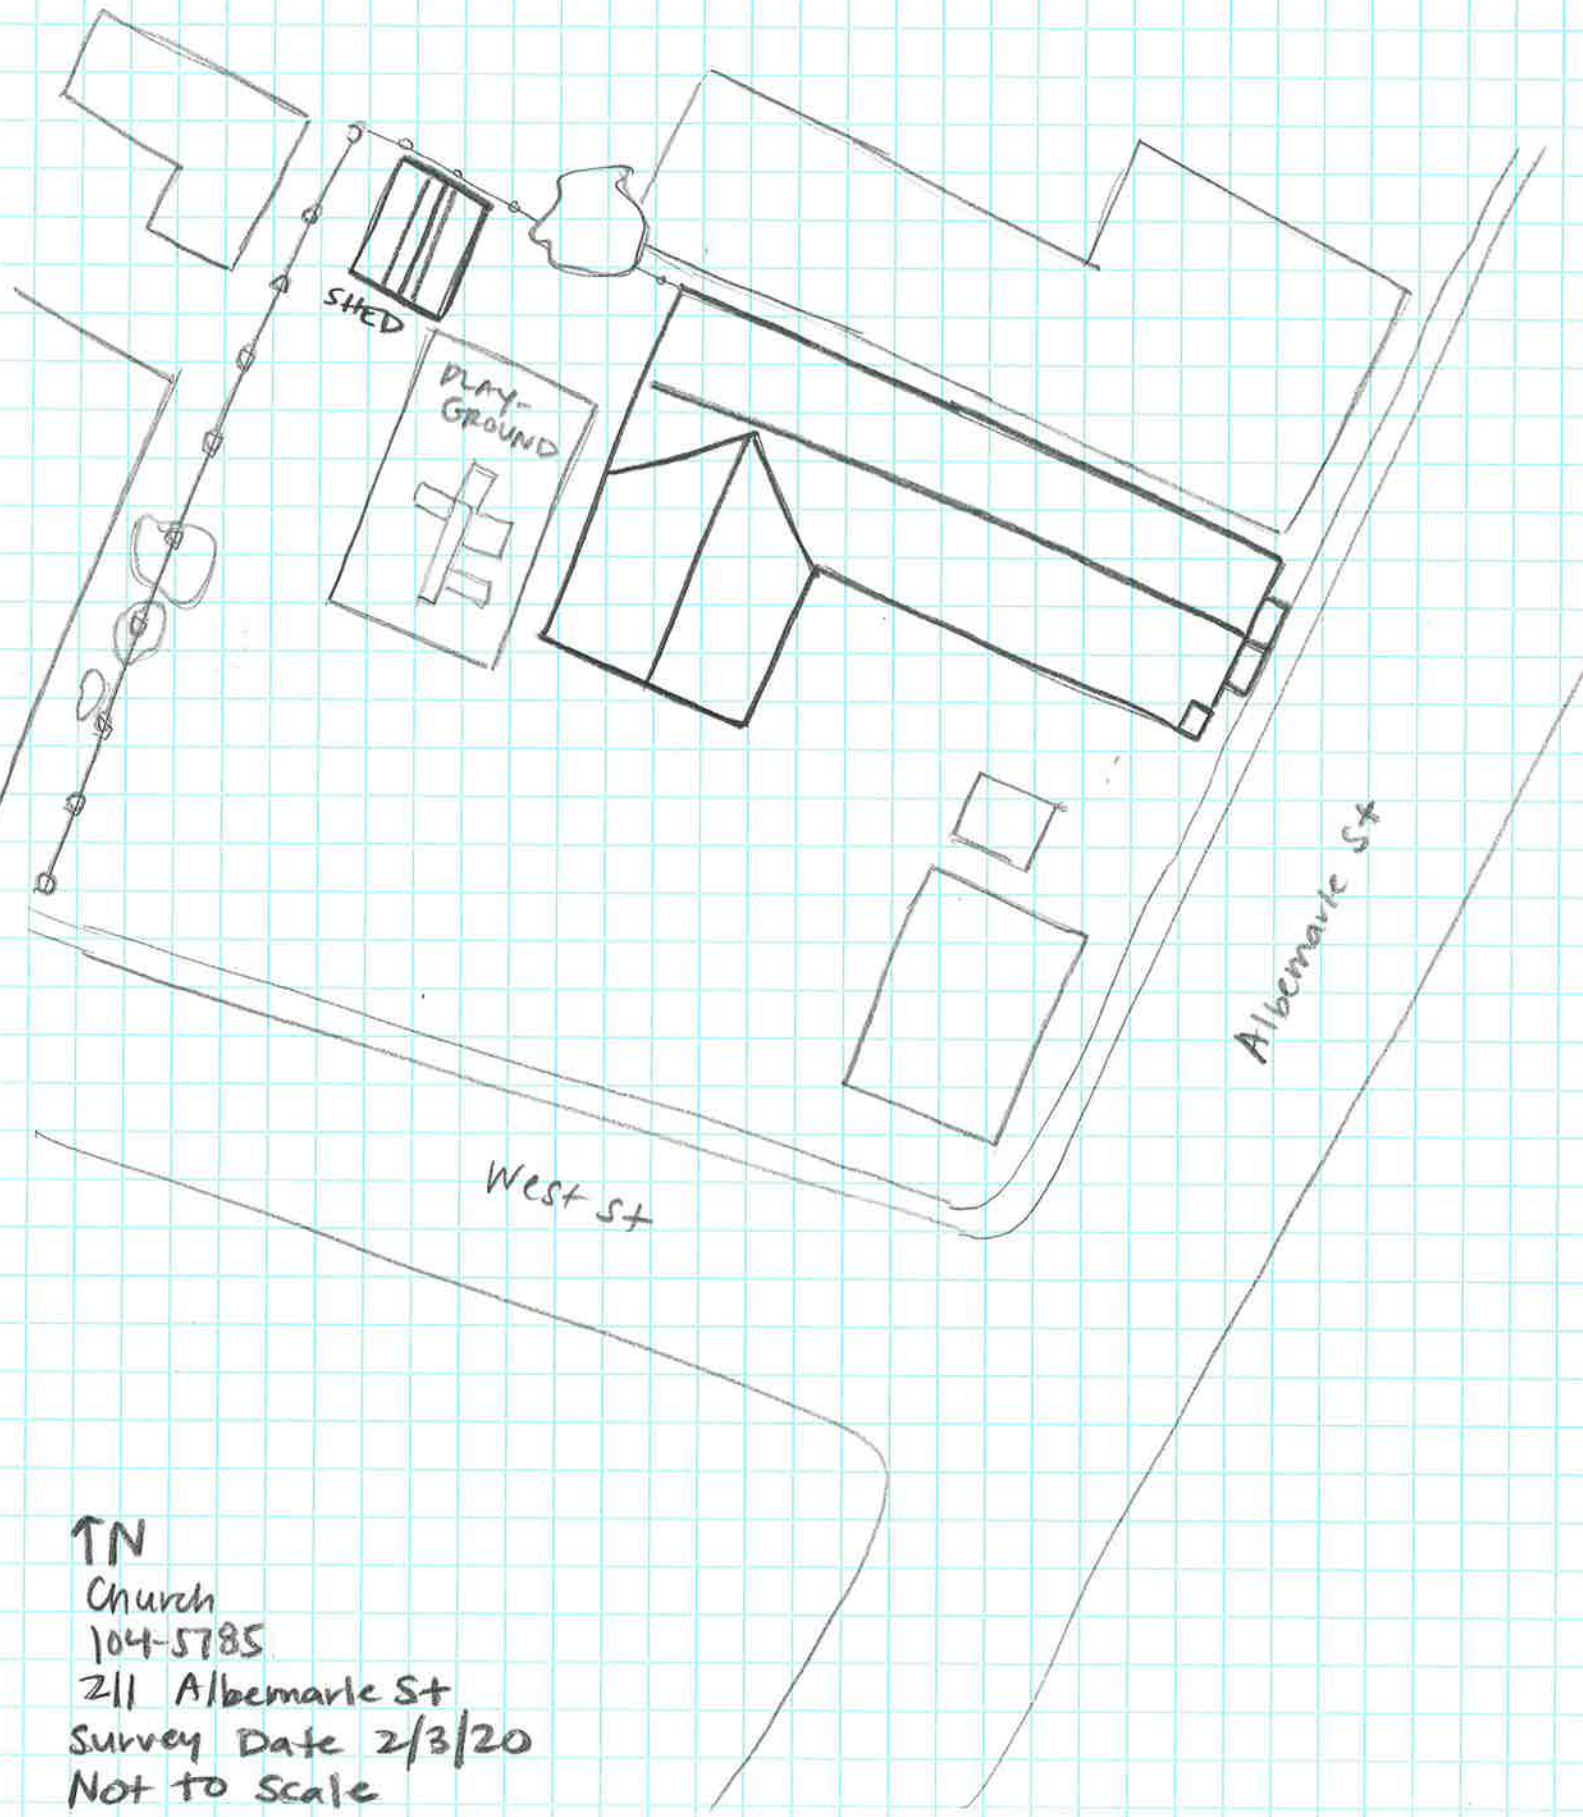 SHED
PLAY-
GROUND
Albemarle St
West St
↑N
Church
104-5785
211 Albemarle St
Survey Date 2/3/20
Not to Scale